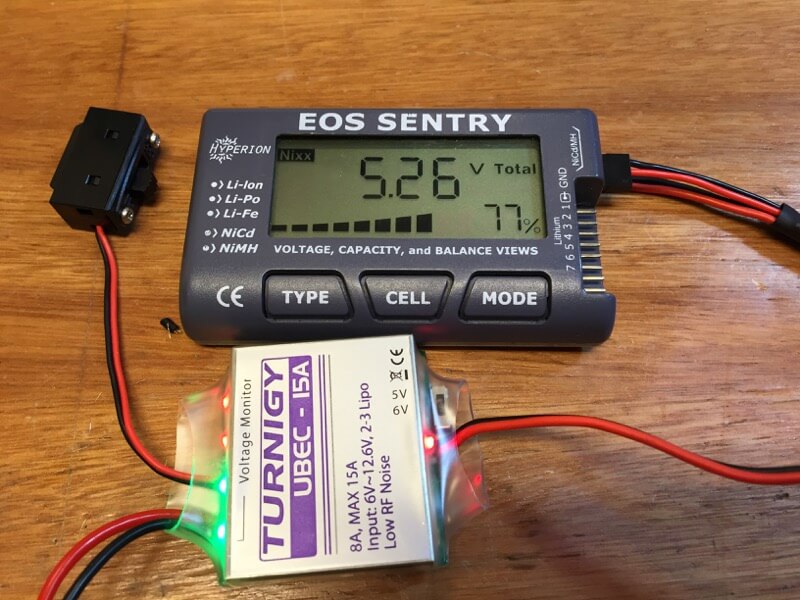 EOS SENTRY
HYPERION
Nixx
5.26 V Total
77%
Li-Ion
Li-Po
Li-Fe
NiCd
NiMH
VOLTAGE, CAPACITY, and BALANCE VIEWS
CE
TYPE
CELL
MODE
NiCd/MH
Lithium
7 6 5 4 3 2 1 GND
Voltage Monitor
TURNIGY
UBEC - 15A
8A, MAX 15A
Input: 6V~12.6V, 2-3 Lipo
Low RF Noise
CE
5V
6V